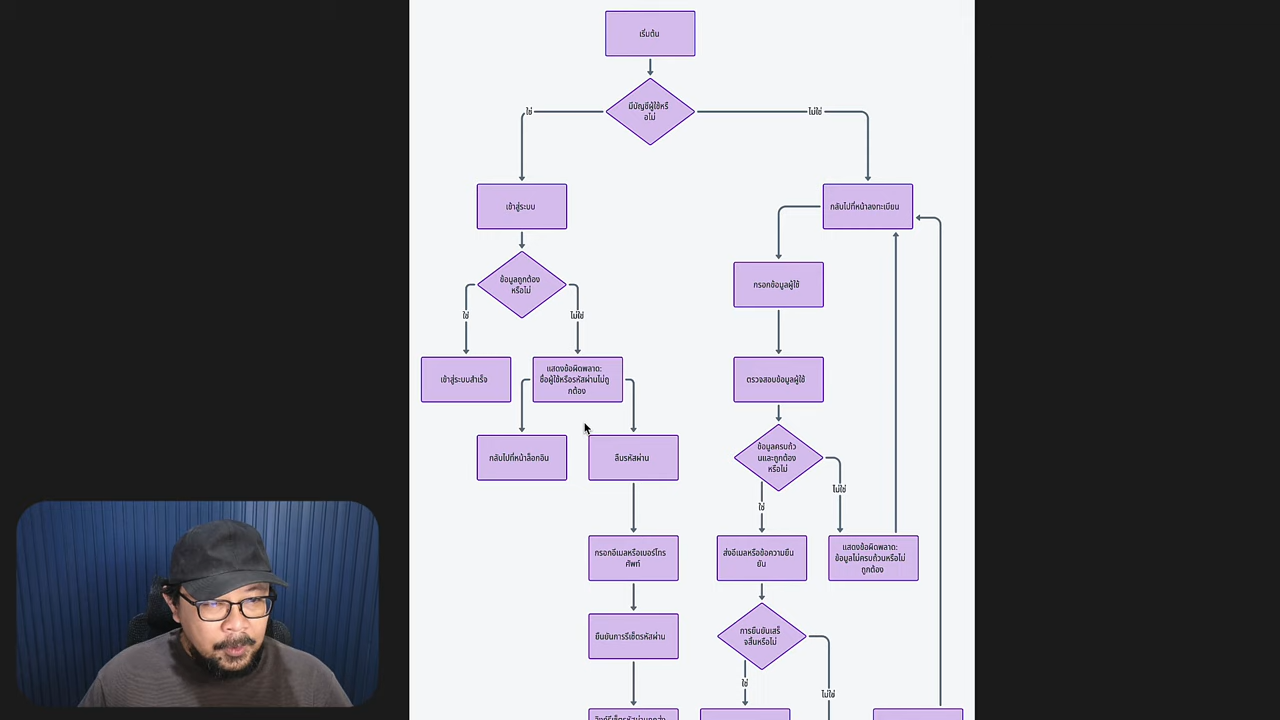 เริ่มต้น
มีบัญชีผู้ใช้หรื
อไม่
ใช่
ไม่ใช่
เข้าสู่ระบบ
กลับไปที่หน้าลงทะเบียน
ข้อมูลถูกต้อง
หรือไม่
กรอกข้อมูลผู้ใช้
ใช่
ไม่ใช่
เข้าสู่ระบบสำเร็จ
แสดงข้อผิดพลาด:
ชื่อผู้ใช้หรือรหัสผ่านไม่ถู
กต้อง
ตรวจสอบข้อมูลผู้ใช้
กลับไปที่หน้าล็อกอิน
ลืมรหัสผ่าน
ข้อมูลครบถ้ว
นและถูกต้อง
หรือไม่
ไม่ใช่
ใช่
กรอกอีเมลหรือเบอร์โทร
ศัพท์
ส่งอีเมลหรือข้อความยืน
ยัน
แสดงข้อผิดพลาด:
ข้อมูลไม่ครบถ้วนหรือไม่
ถูกต้อง
ยืนยันการรีเซ็ตรหัสผ่าน
การยืนยันเสร็
จสิ้นหรือไม่
ใช่
ไม่ใช่